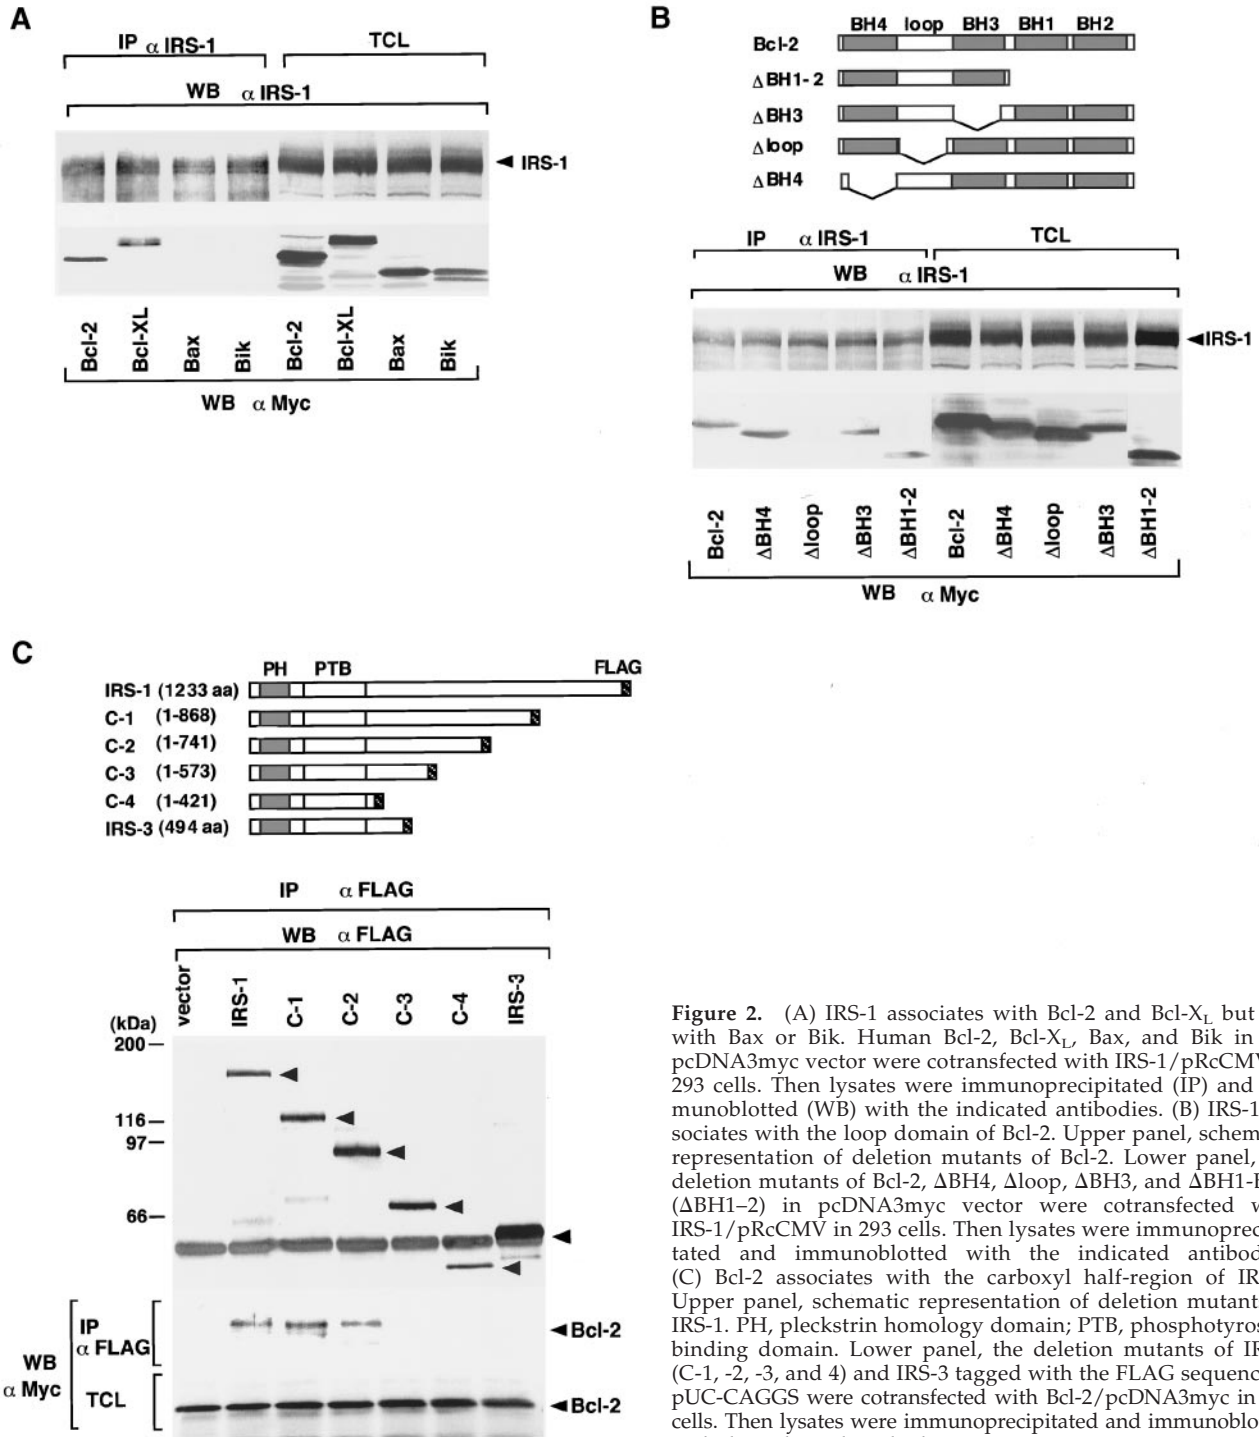 A
IP α IRS-1
TCL
WB α IRS-1
IRS-1
Bcl-2
Bcl-XL
Bax
Bik
Bcl-2
Bcl-XL
Bax
Bik
WB α Myc
B
BH4 loop BH3 BH1 BH2
Bcl-2
ΔBH1-2
ΔBH3
Δloop
ΔBH4
IP α IRS-1
TCL
WB α IRS-1
IRS-1
Bcl-2
ΔBH4
Δloop
ΔBH3
ΔBH1-2
Bcl-2
ΔBH4
Δloop
ΔBH3
ΔBH1-2
WB α Myc
C
PH PTB FLAG
IRS-1 (1233 aa)
C-1 (1-868)
C-2 (1-741)
C-3 (1-573)
C-4 (1-421)
IRS-3 (494 aa)
IP α FLAG
WB α FLAG
vector
IRS-1
C-1
C-2
C-3
C-4
IRS-3
(kDa)
200
116
97
66
IP
α FLAG
Bcl-2
WB
α Myc
TCL
Bcl-2
Figure 2. (A) IRS-1 associates with Bcl-2 and Bcl-XL but
with Bax or Bik. Human Bcl-2, Bcl-XL, Bax, and Bik in
pcDNA3myc vector were cotransfected with IRS-1/pRcCMV
293 cells. Then lysates were immunoprecipitated (IP) and
munoblotted (WB) with the indicated antibodies. (B) IRS-1
sociates with the loop domain of Bcl-2. Upper panel, schem
representation of deletion mutants of Bcl-2. Lower panel,
deletion mutants of Bcl-2, ΔBH4, Δloop, ΔBH3, and ΔBH1-
(ΔBH1–2) in pcDNA3myc vector were cotransfected
IRS-1/pRcCMV in 293 cells. Then lysates were immunoprec
tated and immunoblotted with the indicated antibod
(C) Bcl-2 associates with the carboxyl half-region of IR
Upper panel, schematic representation of deletion mutant
IRS-1. PH, pleckstrin homology domain; PTB, phosphotyros
binding domain. Lower panel, the deletion mutants of IR
(C-1, -2, -3, and 4) and IRS-3 tagged with the FLAG sequenc
pUC-CAGGS were cotransfected with Bcl-2/pcDNA3myc in
cells. Then lysates were immunoprecipitated and immunoblo